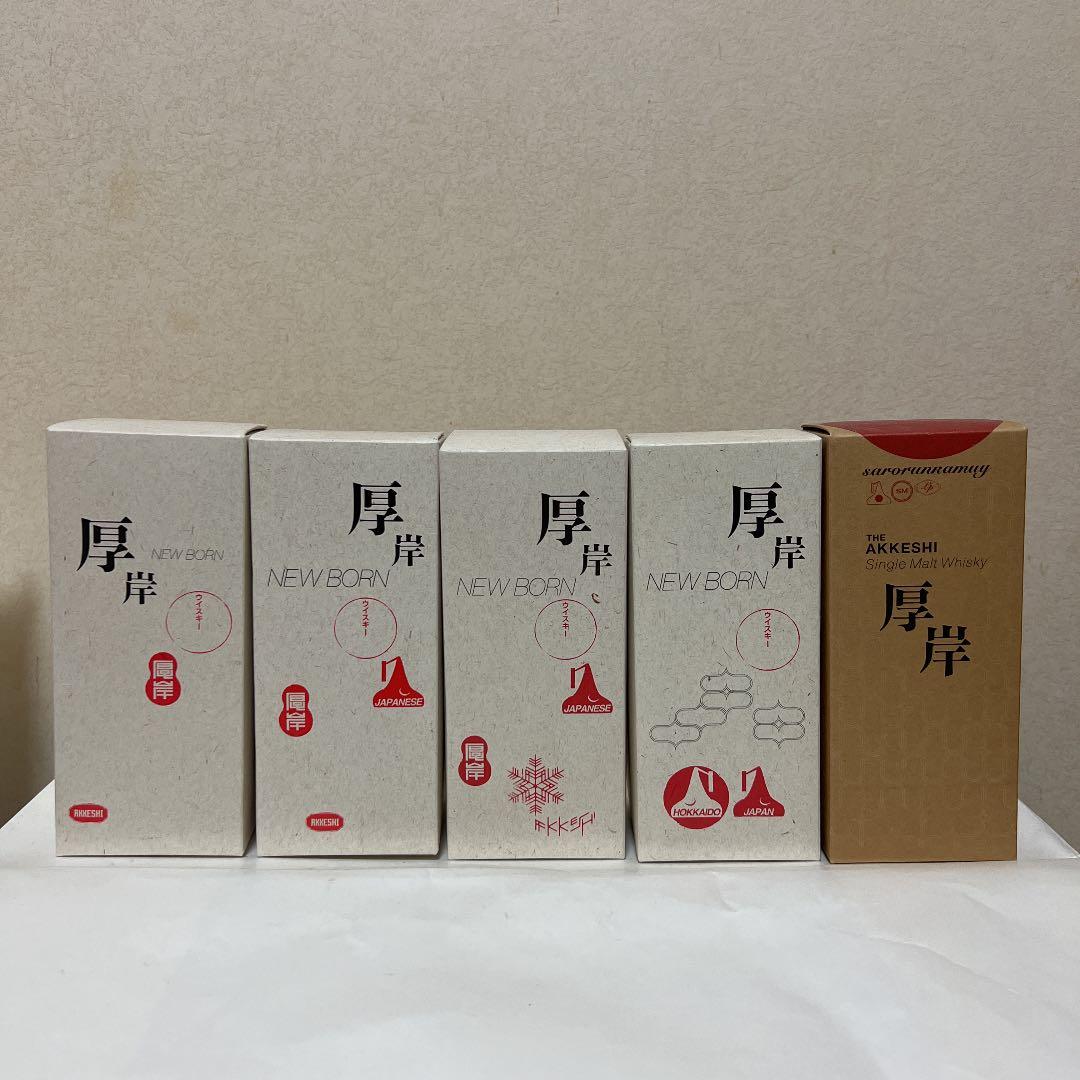 厚岸
NEW BORN
ウイスキー
厚岸
AKKESHI
厚岸
NEW BORN
ウイスキー
JAPANESE
厚岸
AKKESHI
厚岸
NEW BORN
ウイスキー
JAPANESE
厚岸
AKKESHI
厚岸
NEW BORN
ウイスキー
HOKKAIDO
JAPAN
sarorunkamuy
SM
THE
AKKESHI
Single Malt Whisky
厚岸